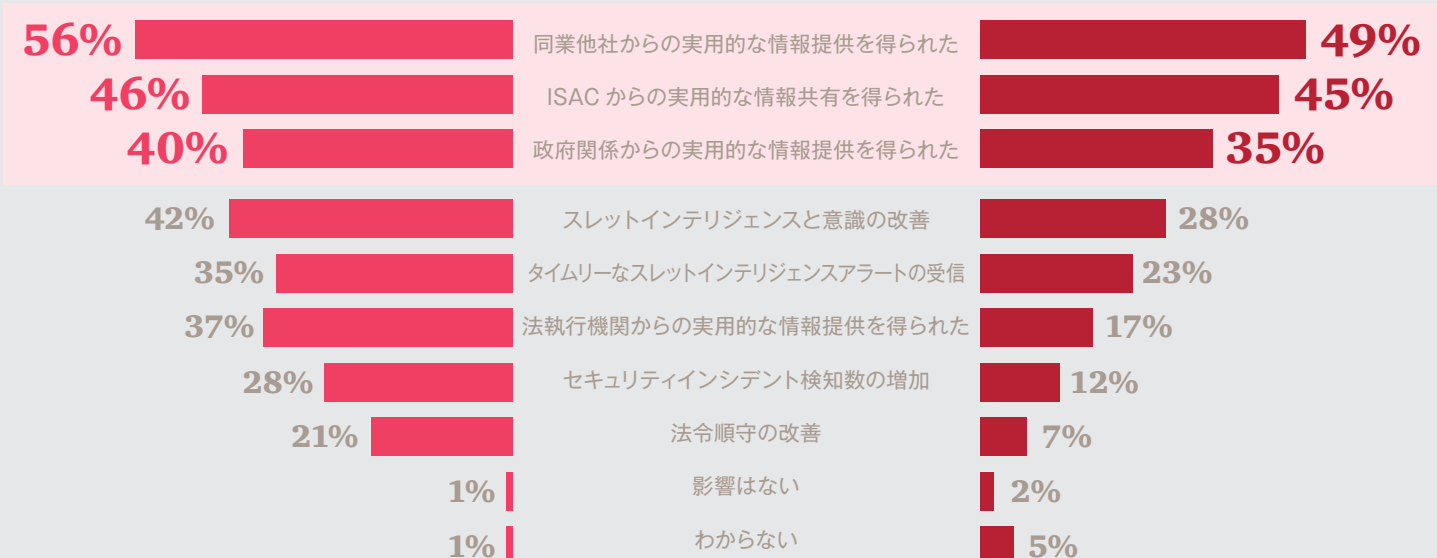 56% 同業他社からの実用的な情報提供を得られた 49%
46% ISAC からの実用的な情報共有を得られた 45%
40% 政府関係からの実用的な情報提供を得られた 35%
42% スレットインテリジェンスと意識の改善 28%
35% タイムリーなスレットインテリジェンスアラートの受信 23%
37% 法執行機関からの実用的な情報提供を得られた 17%
28% セキュリティインシデント検知数の増加 12%
21% 法令順守の改善 7%
1% 影響はない 2%
1% わからない 5%